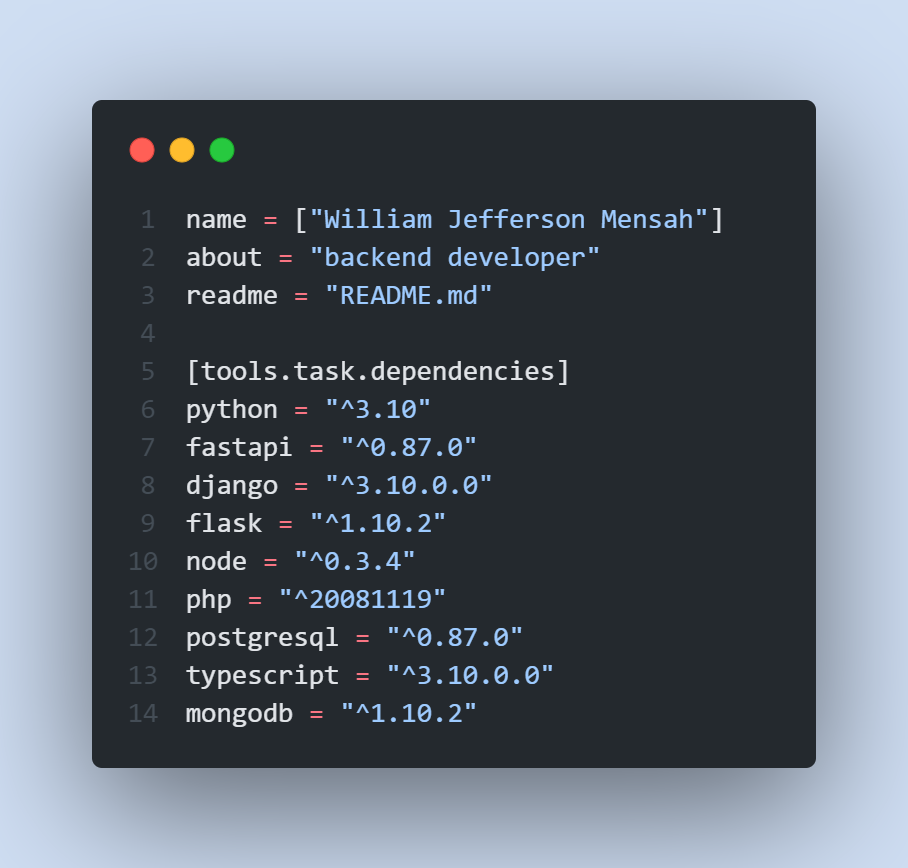 1 name = ["William Jefferson Mensah"]
2 about = "backend developer"
3 readme = "README.md"
4
5 [tools.task.dependencies]
6 python = "^3.10"
7 fastapi = "^0.87.0"
8 django = "^3.10.0.0"
9 flask = "^1.10.2"
10 node = "^0.3.4"
11 php = "^20081119"
12 postgresql = "^0.87.0"
13 typescript = "^3.10.0.0"
14 mongodb = "^1.10.2"